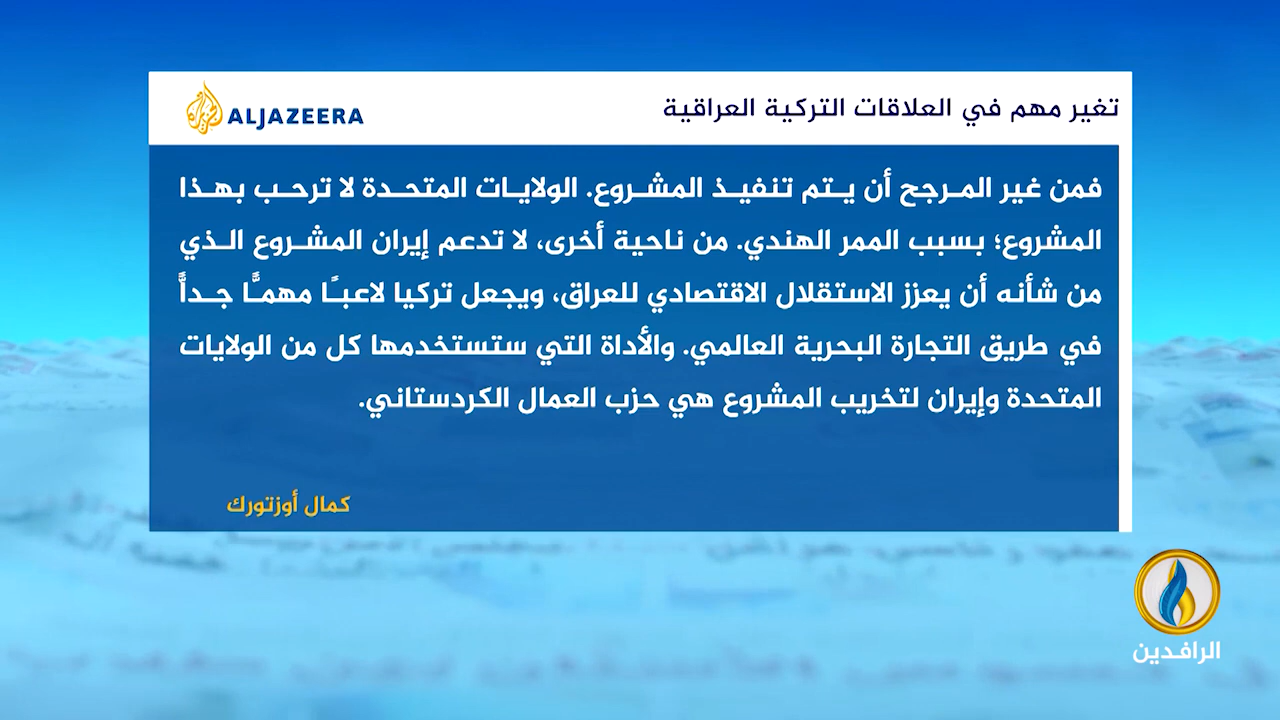 تغير مهم في العلاقات التركية العراقية
ALJAZEERA
فمن غير المرجح أن يتم تنفيذ المشروع. الولايات المتحدة لا ترحب بهذا
المشروع؛ بسبب الممر الهندي. من ناحية أخرى، لا تدعم إيران المشروع الذي
من شأنه أن يعزز الاستقلال الاقتصادي للعراق، ويجعل تركيا لاعبًا مهمًّا جدًّا
في طريق التجارة البحرية العالمي. والأداة التي ستستخدمها كل من الولايات
المتحدة وإيران لتخريب المشروع هي حزب العمال الكردستاني.
كمال أوزتورك
الرافدين